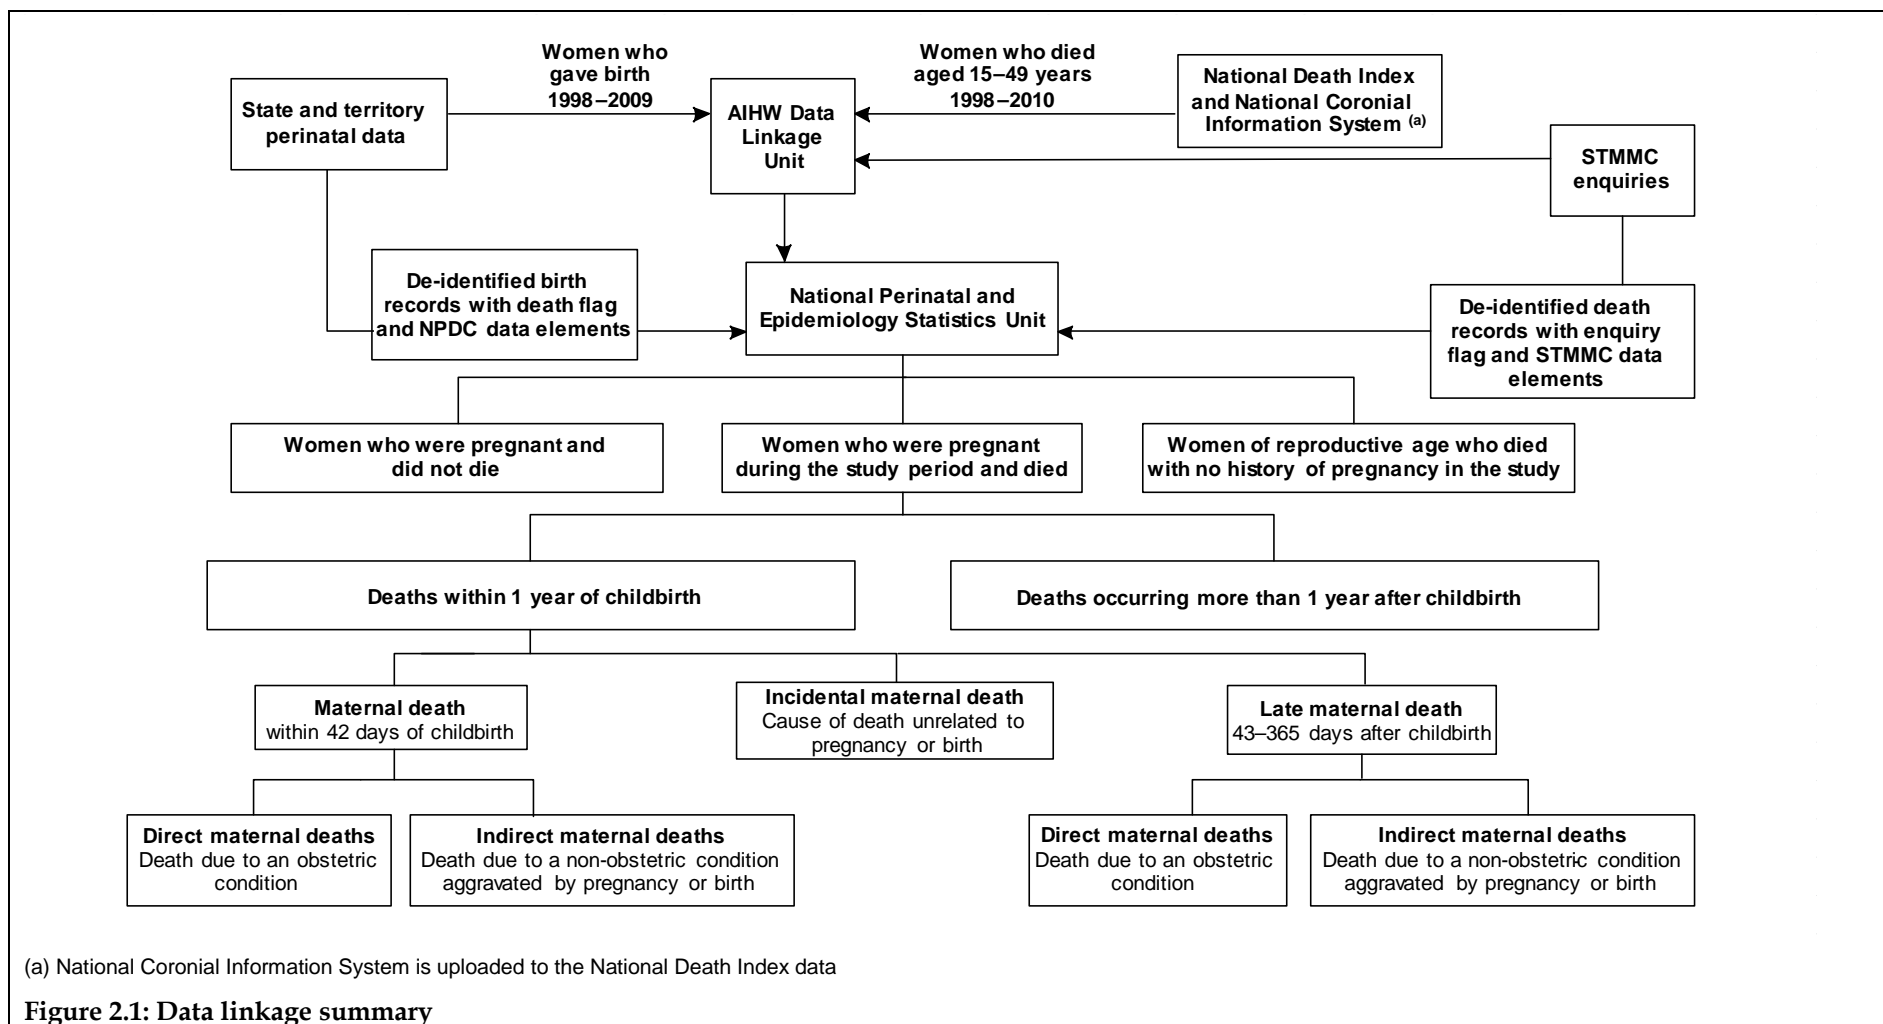 Women who
gave birth
1998–2009
Women who died
aged 15–49 years
1998–2010
State and territory
perinatal data
AIHW Data
Linkage
Unit
National Death Index
and National Coronial
Information System (a)
STMMC
enquiries
De-identified birth
records with death flag
and NPDC data elements
National Perinatal and
Epidemiology Statistics Unit
De-identified death
records with enquiry
flag and STMMC data
elements
Women who were pregnant and
did not die
Women who were pregnant
during the study period and died
Women of reproductive age who died
with no history of pregnancy in the study
Deaths within 1 year of childbirth
Deaths occurring more than 1 year after childbirth
Maternal death
within 42 days of childbirth
Incidental maternal death
Cause of death unrelated to
pregnancy or birth
Late maternal death
43–365 days after childbirth
Direct maternal deaths
Death due to an obstetric
condition
Indirect maternal deaths
Death due to a non-obstetric condition
aggravated by pregnancy or birth
Direct maternal deaths
Death due to an obstetric
condition
Indirect maternal deaths
Death due to a non-obstetric condition
aggravated by pregnancy or birth
(a) National Coronial Information System is uploaded to the National Death Index data
Figure 2.1: Data linkage summary